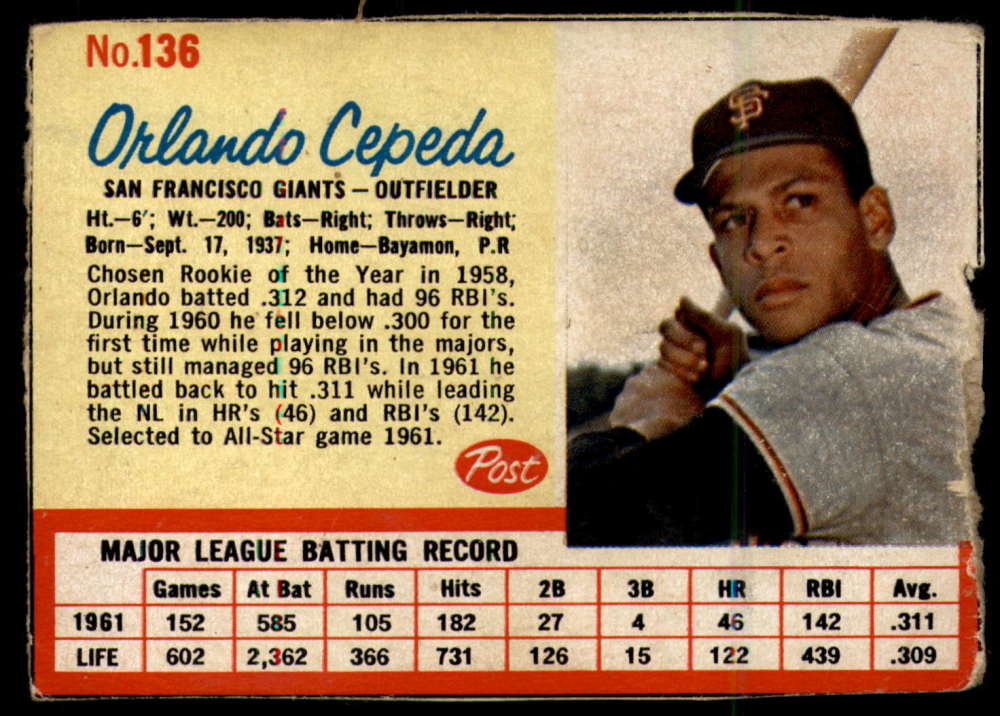 No.136
Orlando Cepeda
SAN FRANCISCO GIANTS — OUTFIELDER
Ht.—6′; Wt.—200; Bats—Right; Throws—Right;
Born—Sept. 17, 1937; Home—Bayamon, P.R
Chosen Rookie of the Year in 1958,
Orlando batted .312 and had 96 RBI's.
During 1960 he fell below .300 for the
first time while playing in the majors,
but still managed 96 RBI's. In 1961 he
battled back to hit .311 while leading
the NL in HR's (46) and RBI's (142).
Selected to All-Star game 1961.
Post
SF
MAJOR LEAGUE BATTING RECORD
Games At Bat Runs Hits 2B 3B HR RBI Avg.
1961 152 585 105 182 27 4 46 142 .311
LIFE 602 2,362 366 731 126 15 122 439 .309